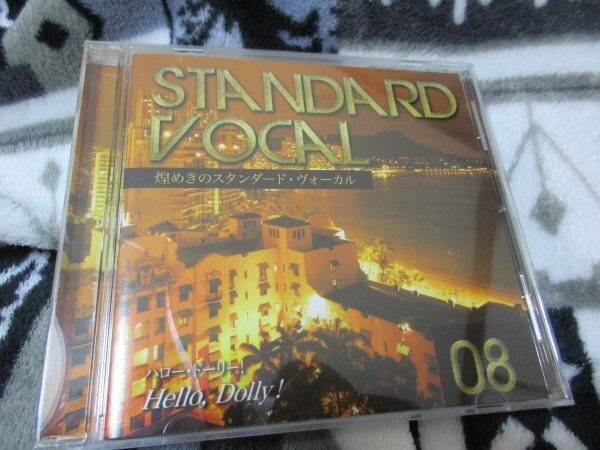 STANDARD
VOCAL
煌めきのスタンダード・ヴォーカル
ハロー・ドーリー！
Hello, Dolly!
08